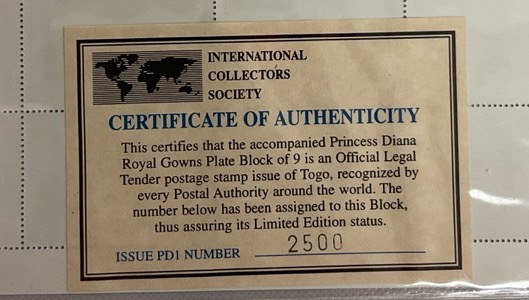 INTERNATIONAL
COLLECTORS
SOCIETY
CERTIFICATE OF AUTHENTICITY
This certifies that the accompanied Princess Diana
Royal Gowns Plate Block of 9 is an Official Legal
Tender postage stamp issue of Togo, recognized by
every Postal Authority around the world. The
number below has been assigned to this Block,
thus assuring its Limited Edition status.
ISSUE PD1 NUMBER 2500